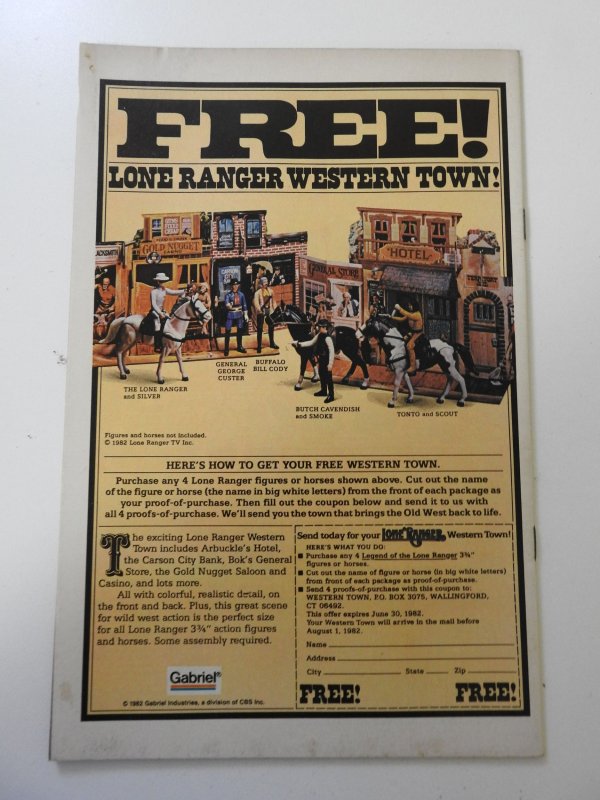 FREE!
LONE RANGER WESTERN TOWN!
GOLD NUGGET
GENERAL STORE
HOTEL
THE LONE RANGER
and SILVER
GENERAL
GEORGE
CUSTER
BUFFALO
BILL CODY
BUTCH CAVENDISH
and SMOKE
TONTO and SCOUT
Figures and horses not included.
© 1982 Lone Ranger TV Inc.
HERE'S HOW TO GET YOUR FREE WESTERN TOWN.
Purchase any 4 Lone Ranger figures or horses shown above. Cut out the name
of the figure or horse (the name in big white letters) from the front of each package as
your proof-of-purchase. Then fill out the coupon below and send it to us with
all 4 proofs-of-purchase. We'll send you the town that brings the Old West back to life.
The exciting Lone Ranger Western
Town includes Arbuckle's Hotel,
the Carson City Bank, Bok's General
Store, the Gold Nugget Saloon and
Casino, and lots more.
All with colorful, realistic detail, on
the front and back. Plus, this great scene
for wild west action is the perfect size
for all Lone Ranger 3¾" action figures
and horses. Some assembly required.
Gabriel®
© 1982 Gabriel Industries, a division of CBS Inc.
Send today for your LONE RANGER Western Town!
HERE'S WHAT YOU DO:
■ Purchase any 4 Legend of the Lone Ranger 3¾"
figures or horses.
■ Cut out name of figure or horse (in big white letters)
from front of each package as proof-of-purchase.
■ Send 4 proofs-of-purchase with this coupon to:
WESTERN TOWN, P.O. BOX 3075, WALLINGFORD,
CT 06492.
This offer expires June 30, 1982.
Your Western Town will arrive in the mail before
August 1, 1982.
Name
Address
City State Zip
FREE! FREE!